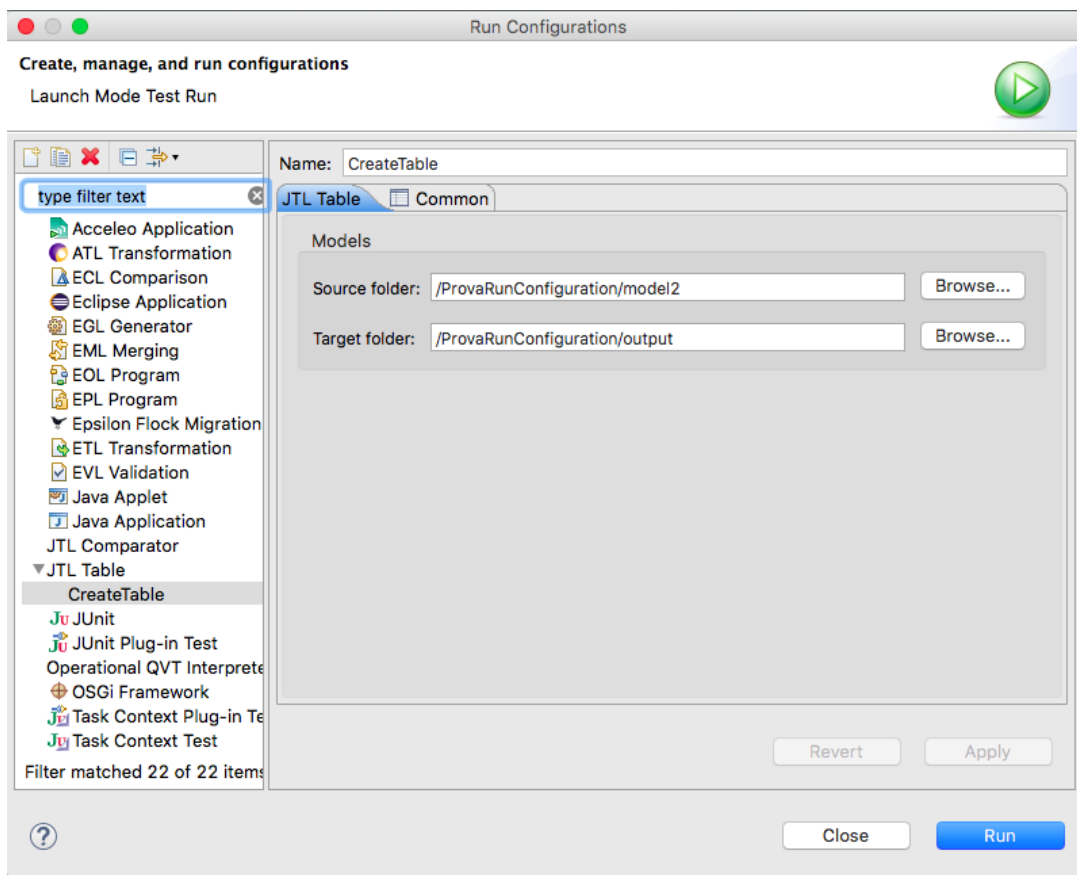 Run Configurations
Create, manage, and run configurations
Launch Mode Test Run
type filter text
Acceleo Application
ATL Transformation
ECL Comparison
Eclipse Application
EGL Generator
EML Merging
EOL Program
EPL Program
Epsilon Flock Migration
ETL Transformation
EVL Validation
Java Applet
Java Application
JTL Comparator
JTL Table
CreateTable
JUnit
JUnit Plug-in Test
Operational QVT Interprete
OSGi Framework
Task Context Plug-in Te
Task Context Test
Filter matched 22 of 22 items
Name: CreateTable
JTL Table Common
Models
Source folder: /ProvaRunConfiguration/model2 Browse...
Target folder: /ProvaRunConfiguration/output Browse...
Revert Apply
Close Run